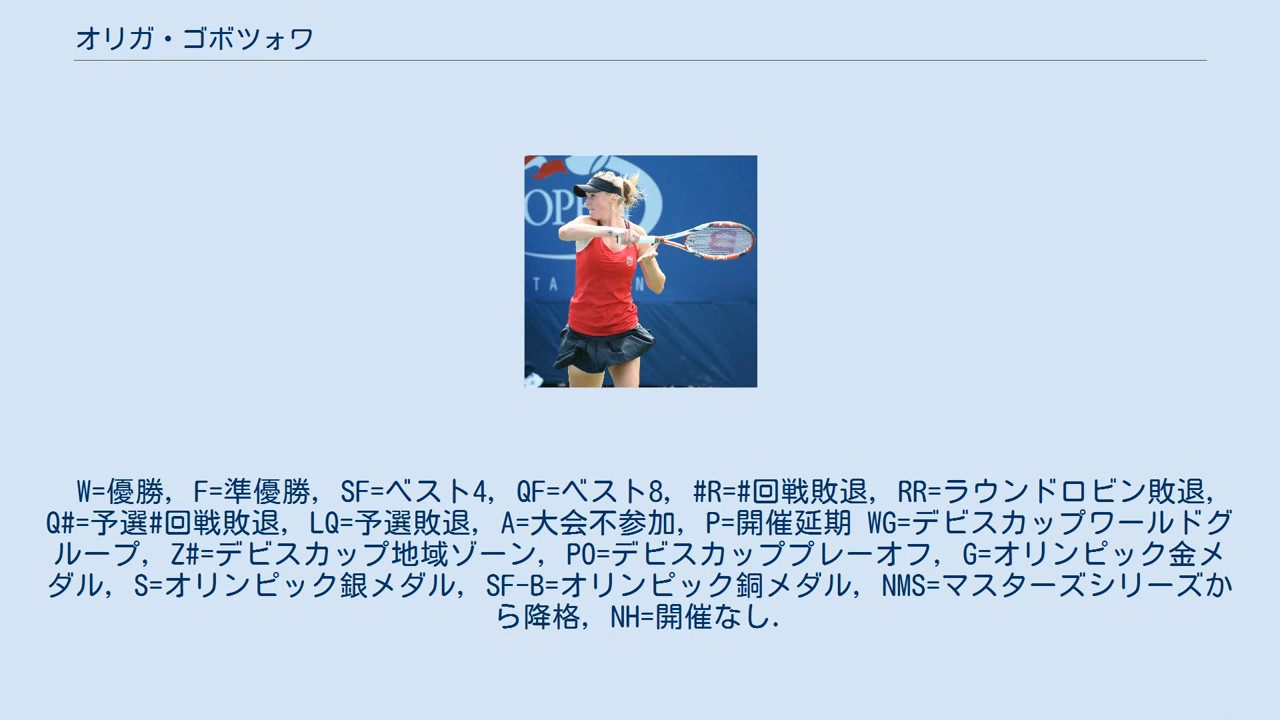 オリガ・ゴボツォワ
OPE
TA
N
W=優勝, F=準優勝, SF=ベスト4, QF=ベスト8, #R=#回戦敗退, RR=ラウンドロビン敗退,
Q#=予選#回戦敗退, LQ=予選敗退, A=大会不参加, P=開催延期 WG=デビスカップワールドグ
ループ, Z#=デビスカップ地域ゾーン, PO=デビスカッププレーオフ, G=オリンピック金メ
ダル, S=オリンピック銀メダル, SF-B=オリンピック銅メダル, NMS=マスターズシリーズか
ら降格, NH=開催なし.